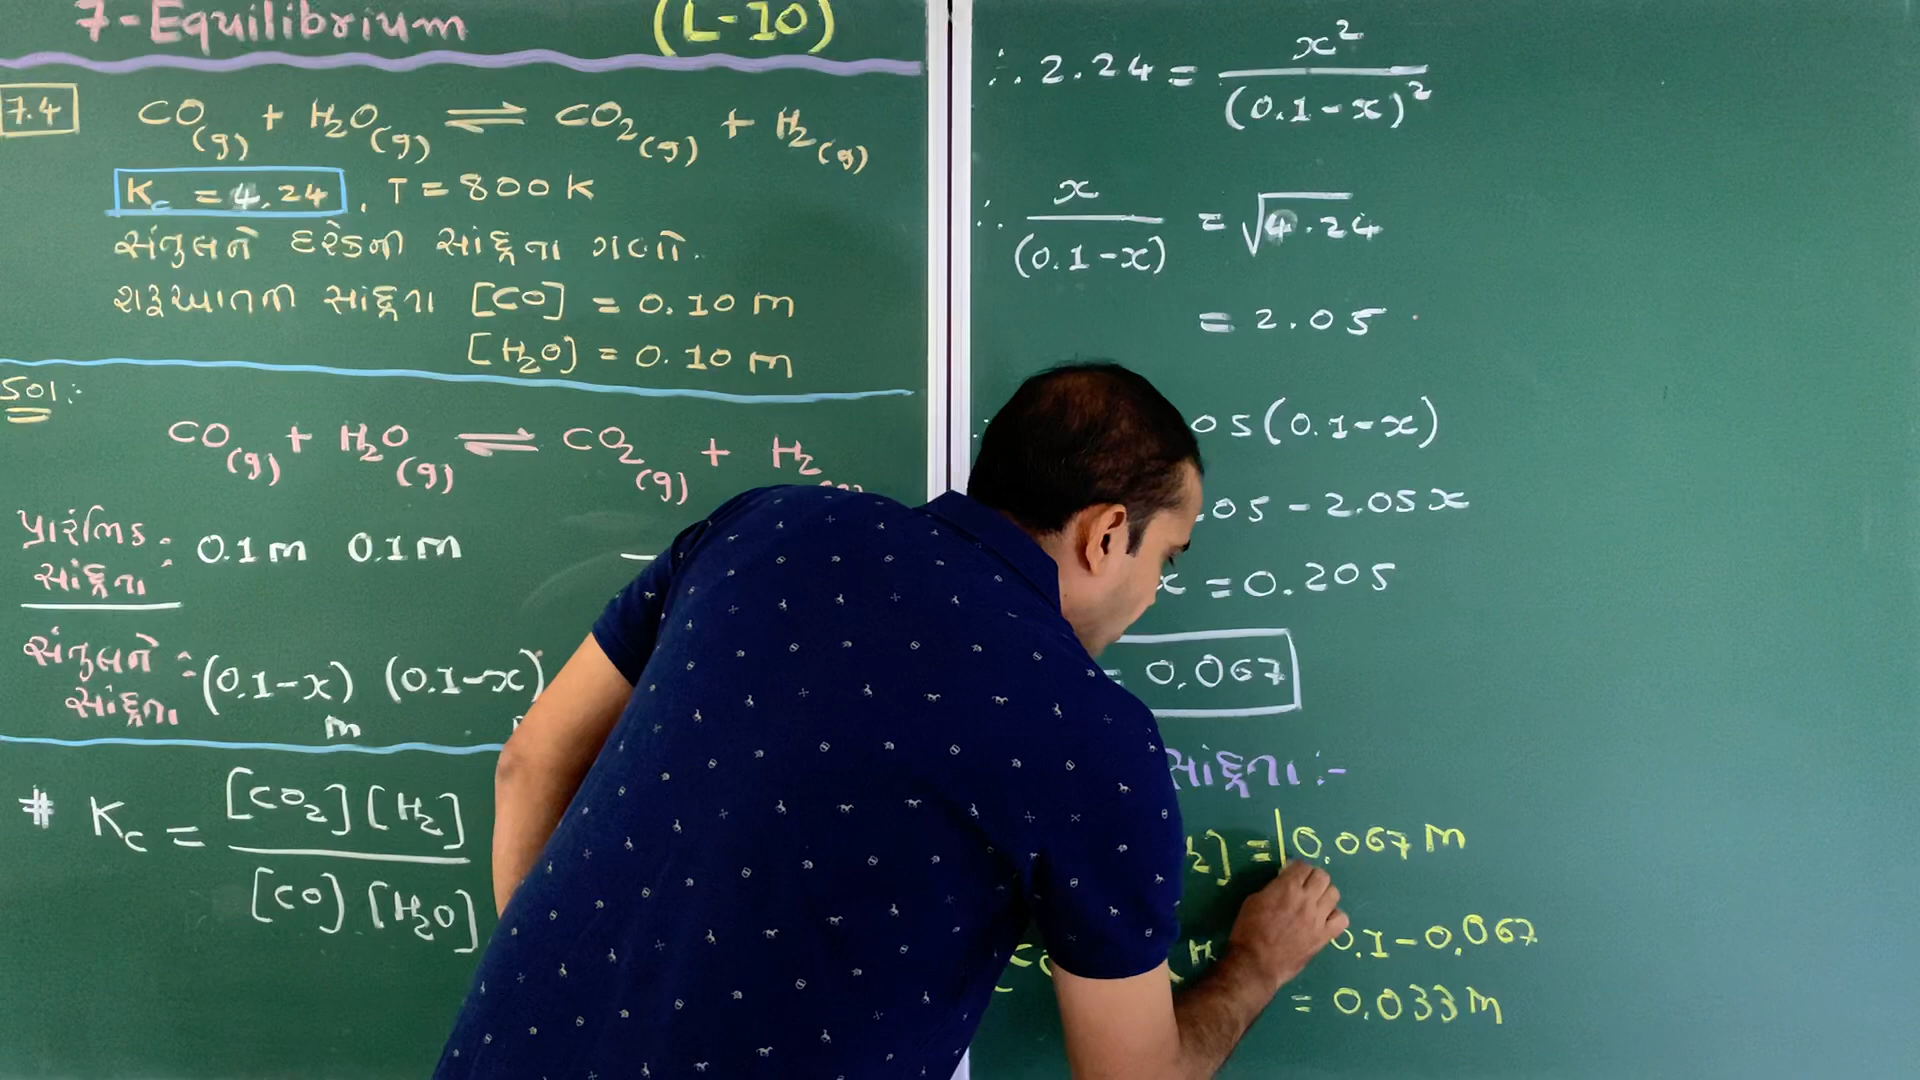 7-Equilibrium (L-10)
7.4 CO(g) + H₂O(g) ⇌ CO₂(g) + H₂(g)
Kc = 4.24, T = 800 K
સંતુલને દરેકની સાંદ્રતા ગણો.
શરૂઆતની સાંદ્રતા [CO] = 0.10 m
[H₂O] = 0.10 m
Sol:
CO(g) + H₂O(g) ⇌ CO₂(g) + H₂
પ્રારંભિક સાંદ્રતા : 0.1 m 0.1 m —
સંતુલને સાંદ્રતા : (0.1-x) m (0.1-x)
# Kc = [CO₂][H₂] / [CO][H₂O]
∴ 2.24 = x² / (0.1-x)²
∴ x / (0.1-x) = √4.24
= 2.05
05(0.1-x)
.05 - 2.05x
x = 0.205
= 0.067
સાંદ્રતા :-
] = 0.067 m
0.1-0.067
= 0.033 m